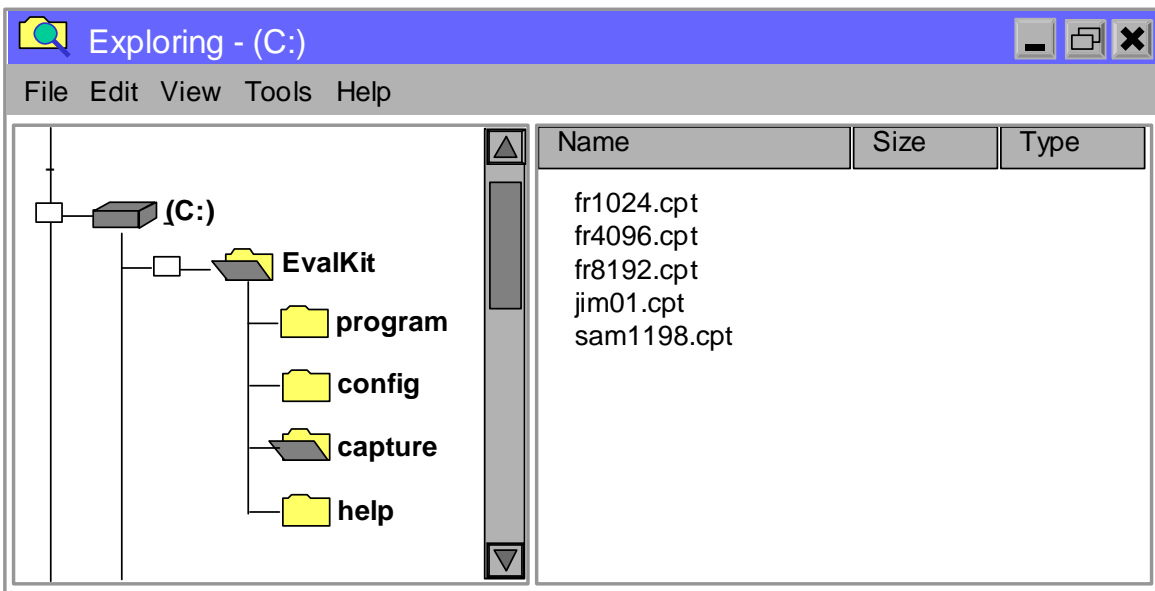 Exploring - (C:)
File Edit View Tools Help
(C:)
EvalKit
program
config
capture
help
Name Size Type
fr1024.cpt
fr4096.cpt
fr8192.cpt
jim01.cpt
sam1198.cpt